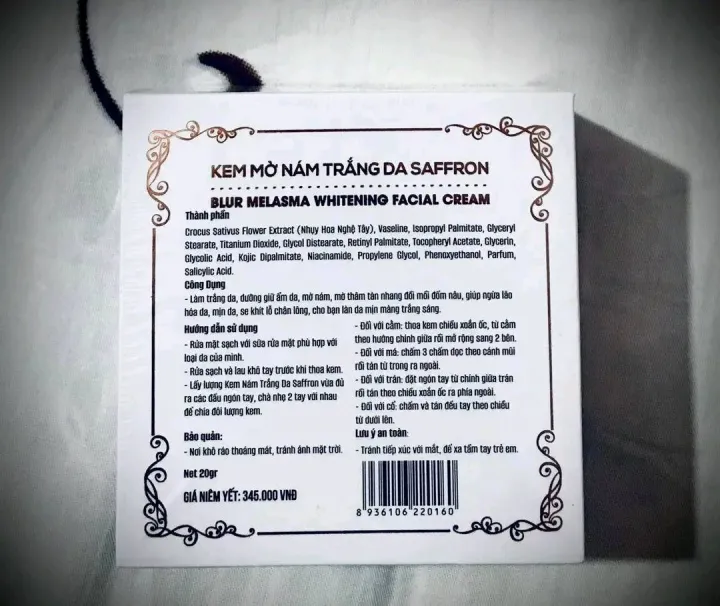 KEM MỜ NÁM TRẮNG DA SAFFRON
BLUR MELASMA WHITENING FACIAL CREAM
Thành phần
Crocus Sativus Flower Extract (Nhụy Hoa Nghệ Tây), Vaseline, Isopropyl Palmitate, Glyceryl
Stearate, Titanium Dioxide, Glycol Distearate, Retinyl Palmitate, Tocopheryl Acetate, Glycerin,
Glycolic Acid, Kojic Dipalmitate, Niacinamide, Propylene Glycol, Phenoxyethanol, Parfum,
Salicylic Acid.
Công Dụng
- Làm trắng da, dưỡng giữ ẩm da, mờ nám, mờ thâm tàn nhang đồi mồi đốm nâu, giúp ngừa lão
hóa da, mịn da, se khít lỗ chân lông, cho bạn làn da mịn màng trắng sáng.
Hướng dẫn sử dụng
- Rửa mặt sạch với sữa rửa mặt phù hợp với
loại da của mình.
- Rửa sạch và lau khô tay trước khi thoa kem.
- Lấy lượng Kem Nám Trắng Da Saffron vừa đủ
ra các đầu ngón tay, chà nhẹ 2 tay với nhau
để chia đôi lượng kem.
- Đối với cằm: thoa kem chiều xoắn ốc, từ cằm
theo hướng chính giữa rồi mở rộng sang 2 bên.
- Đối với má: chấm 3 chấm dọc theo cánh mũi
rồi tán từ trong ra ngoài.
- Đối với trán: đặt ngón tay từ chính giữa trán
rồi tán theo chiều xoắn ốc ra phía ngoài.
- Đối với cổ: chấm và tán đều tay theo chiều
từ dưới lên.
Bảo quản:
- Nơi khô ráo thoáng mát, tránh ánh mặt trời.
Lưu ý an toàn:
- Tránh tiếp xúc với mắt, để xa tầm tay trẻ em.
Net 20gr
GIÁ NIÊM YẾT: 345.000 VNĐ
8 936106 220160